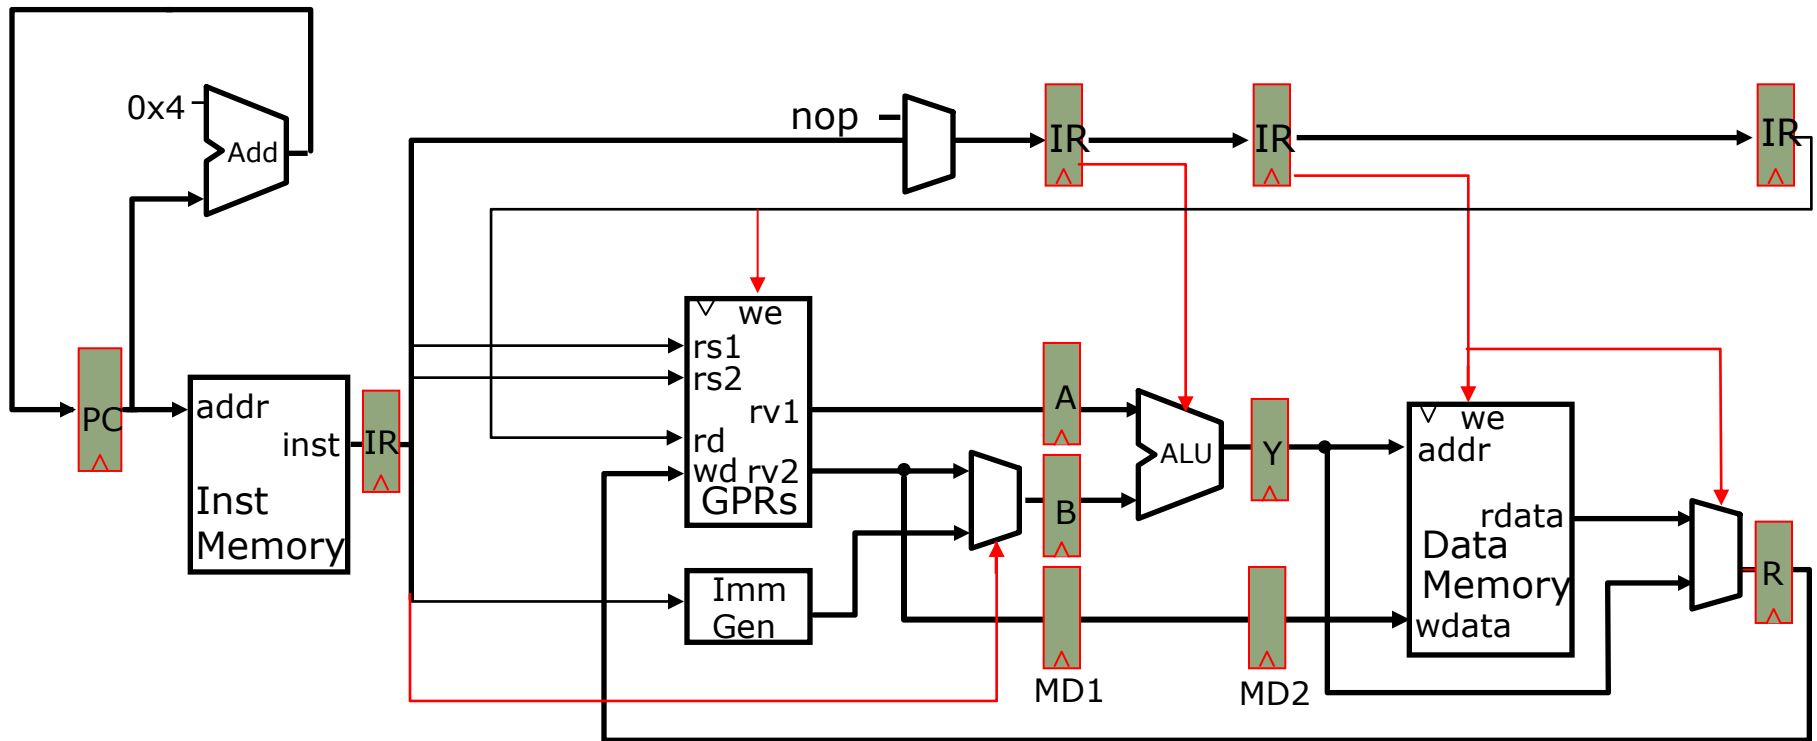 0x4
Add
nop
IR
IR
IR
we
rs1
rs2
rv1
rd
wd rv2
GPRs
PC
addr
inst
Inst
Memory
IR
A
B
ALU
Y
we
addr
rdata
Data
Memory
wdata
R
Imm
Gen
MD1
MD2